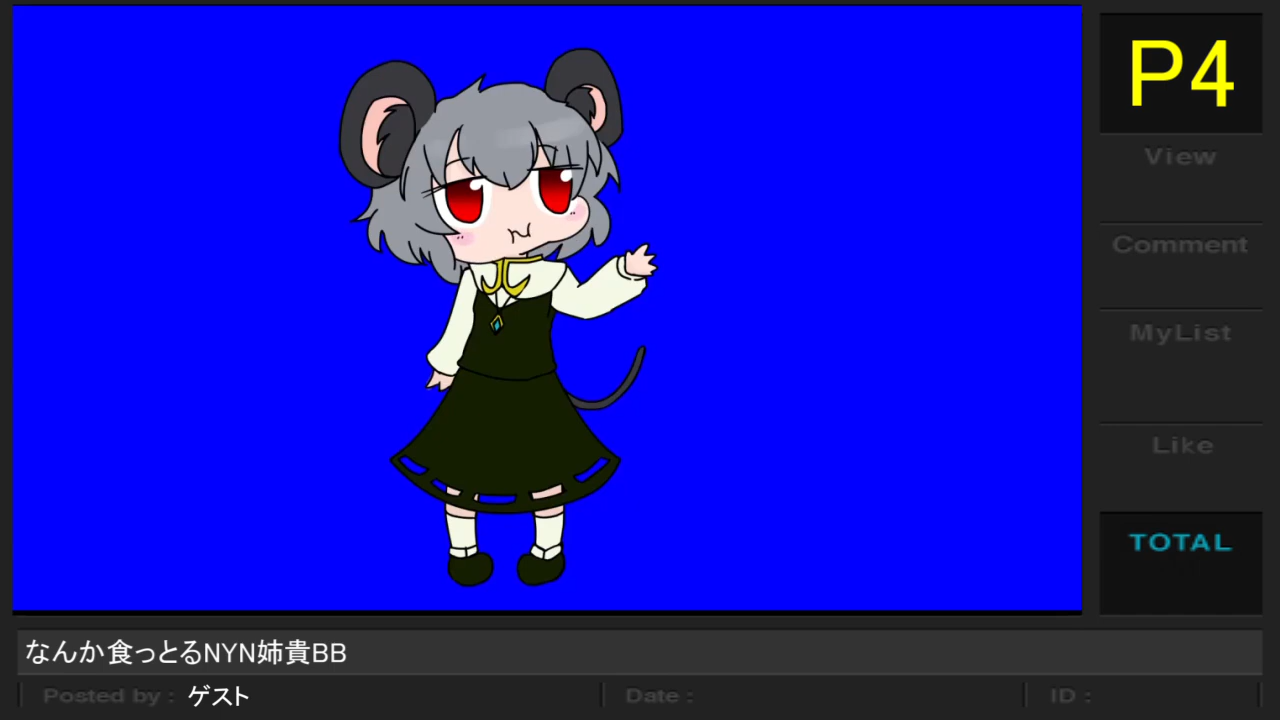 P4
View
Comment
MyList
Like
TOTAL
なんか食っとるNYN姉貴BB
Posted by : ゲスト
Date :
ID :